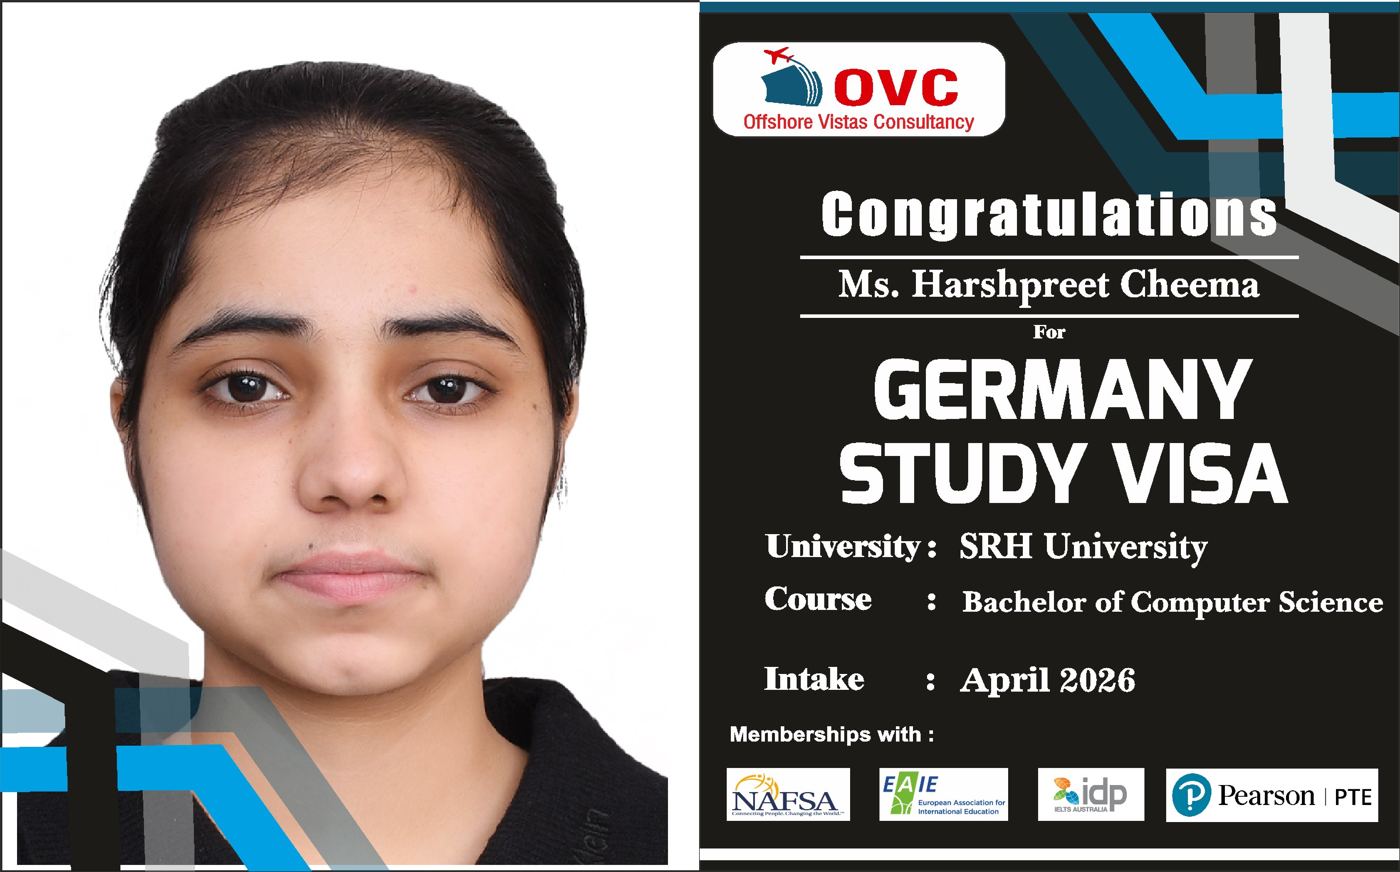 OVC
Offshore Vistas Consultancy
Congratulations
Ms. Harshpreet Cheema
For
GERMANY
STUDY VISA
University : SRH University
Course : Bachelor of Computer Science
Intake : April 2026
Memberships with :
NAFSA
Connecting People. Changing the World.™
EAIE
European Association for
International Education
idp
IELTS AUSTRALIA
Pearson | PTE